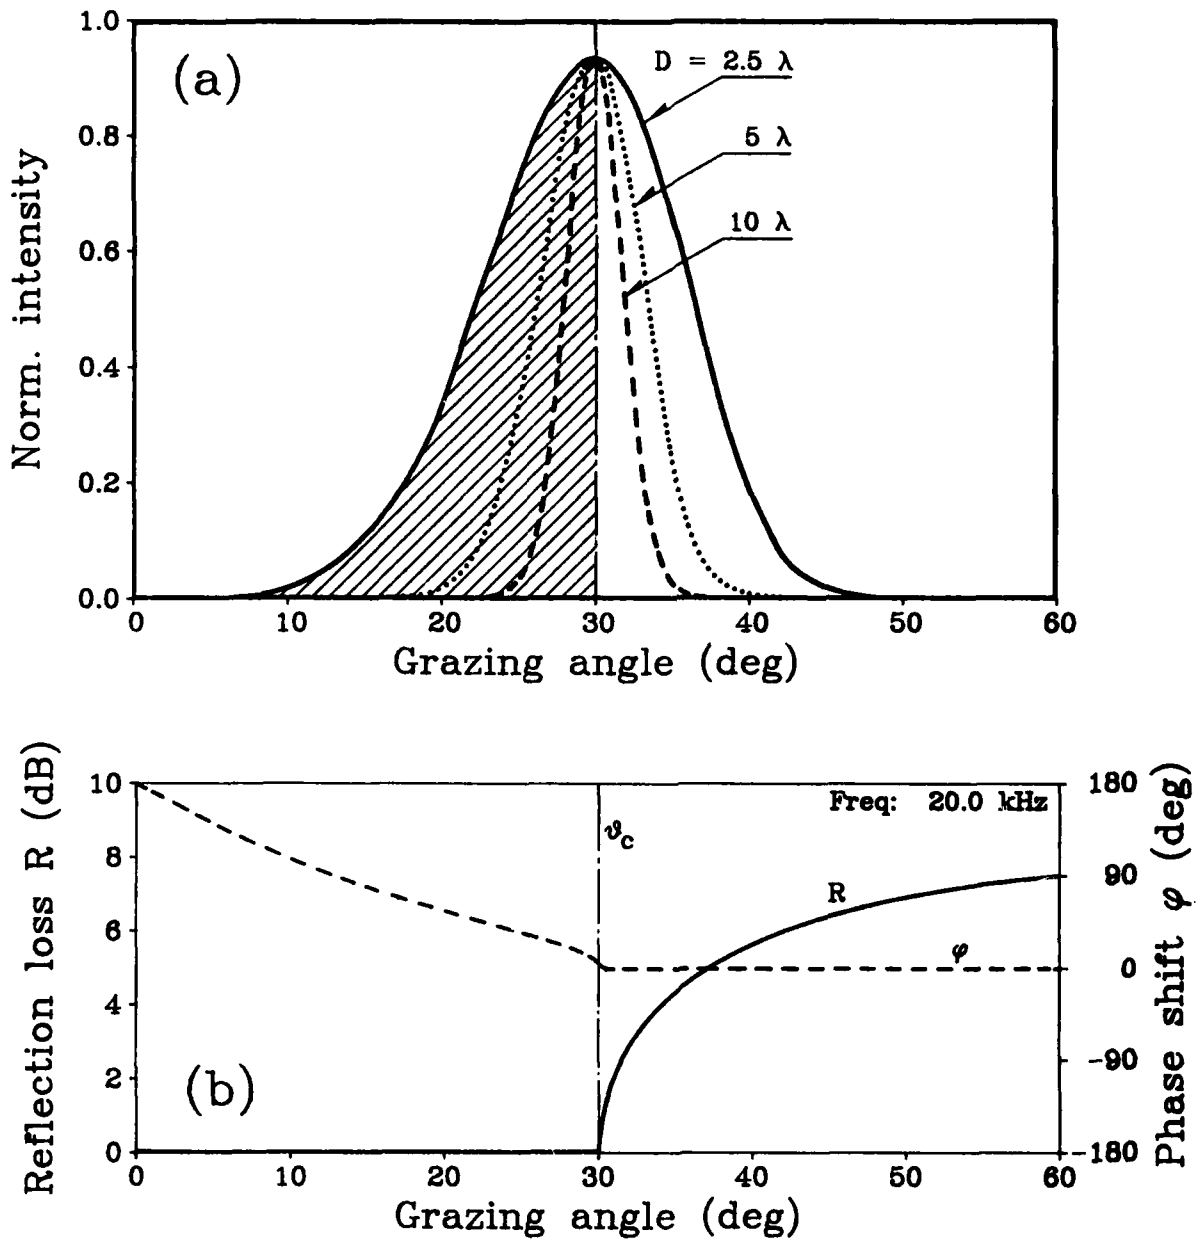 (a)
Norm. intensity
1.0
0.8
0.6
0.4
0.2
0.0
D = 2.5 λ
5 λ
10 λ
0 10 20 30 40 50 60
Grazing angle (deg)
(b)
Reflection loss R (dB)
10
8
6
4
2
0
Freq: 20.0 kHz
ϑc
R
φ
180
90
0
-90
-180
Phase shift φ (deg)
0 10 20 30 40 50 60
Grazing angle (deg)